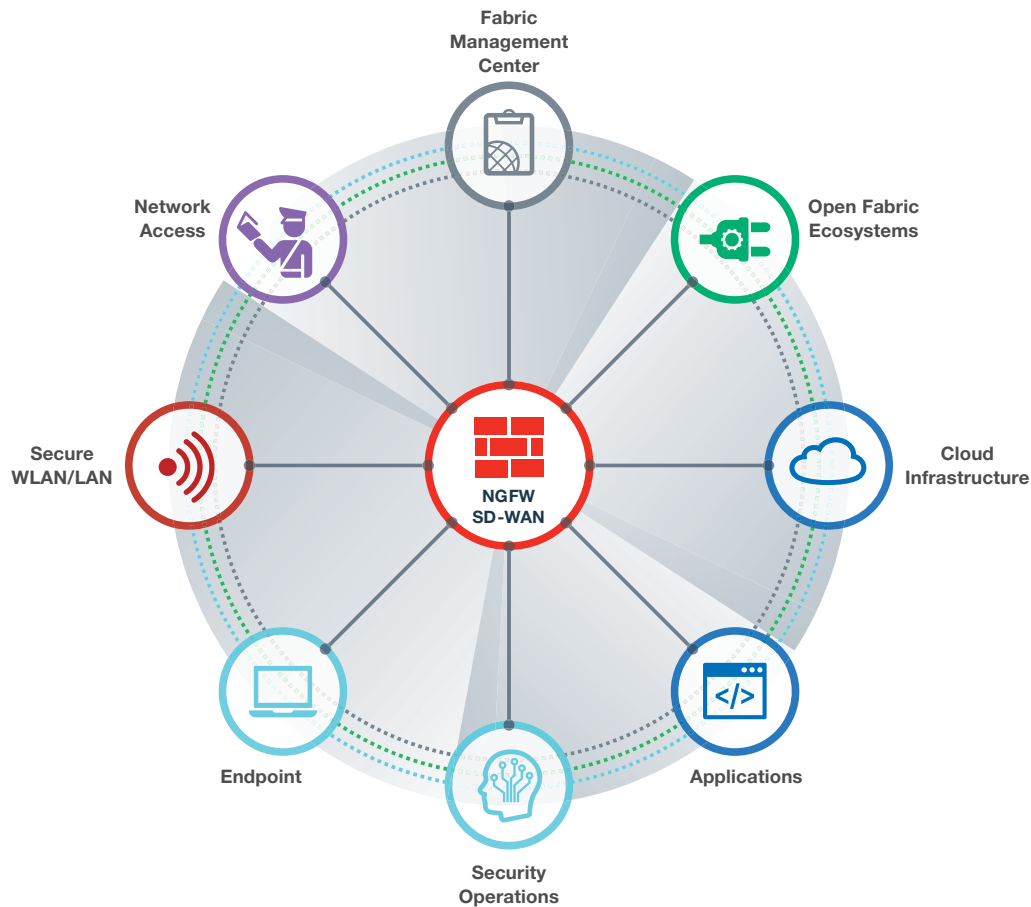 Fabric
Management
Center
Network
Access
Open Fabric
Ecosystems
Secure
WLAN/LAN
NGFW
SD-WAN
Cloud
Infrastructure
</>
Endpoint
Applications
Security
Operations